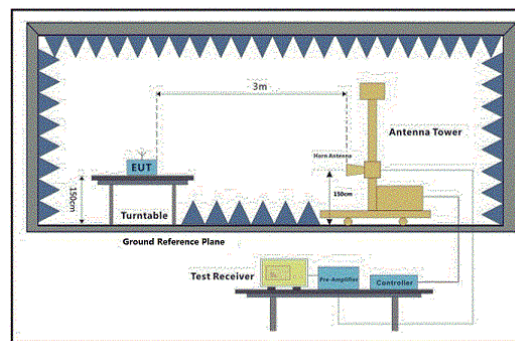 3m
Antenna Tower
Horn Antenna
EUT
150cm
150cm
Turntable
Ground Reference Plane
Test Receiver
Pre-Amplifier
Controller